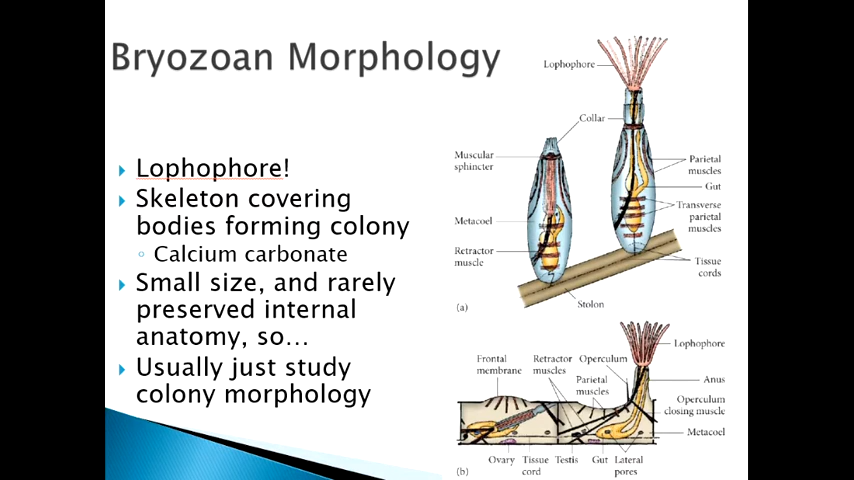 Bryozoan Morphology
Lophophore!
Skeleton covering
bodies forming colony
Calcium carbonate
Small size, and rarely
preserved internal
anatomy, so...
Usually just study
colony morphology
Lophophore
Collar
Muscular
sphincter
Parietal
muscles
Gut
Metacoel
Transverse
parietal
muscles
Retractor
muscle
Tissue
cords
(a)
Stolon
Lophophore
Frontal
membrane
Retractor
muscles
Operculum
Parietal
muscles
Anus
Operculum
closing muscle
Metacoel
(b)
Ovary
Tissue
cord
Testis
Gut
Lateral
pores